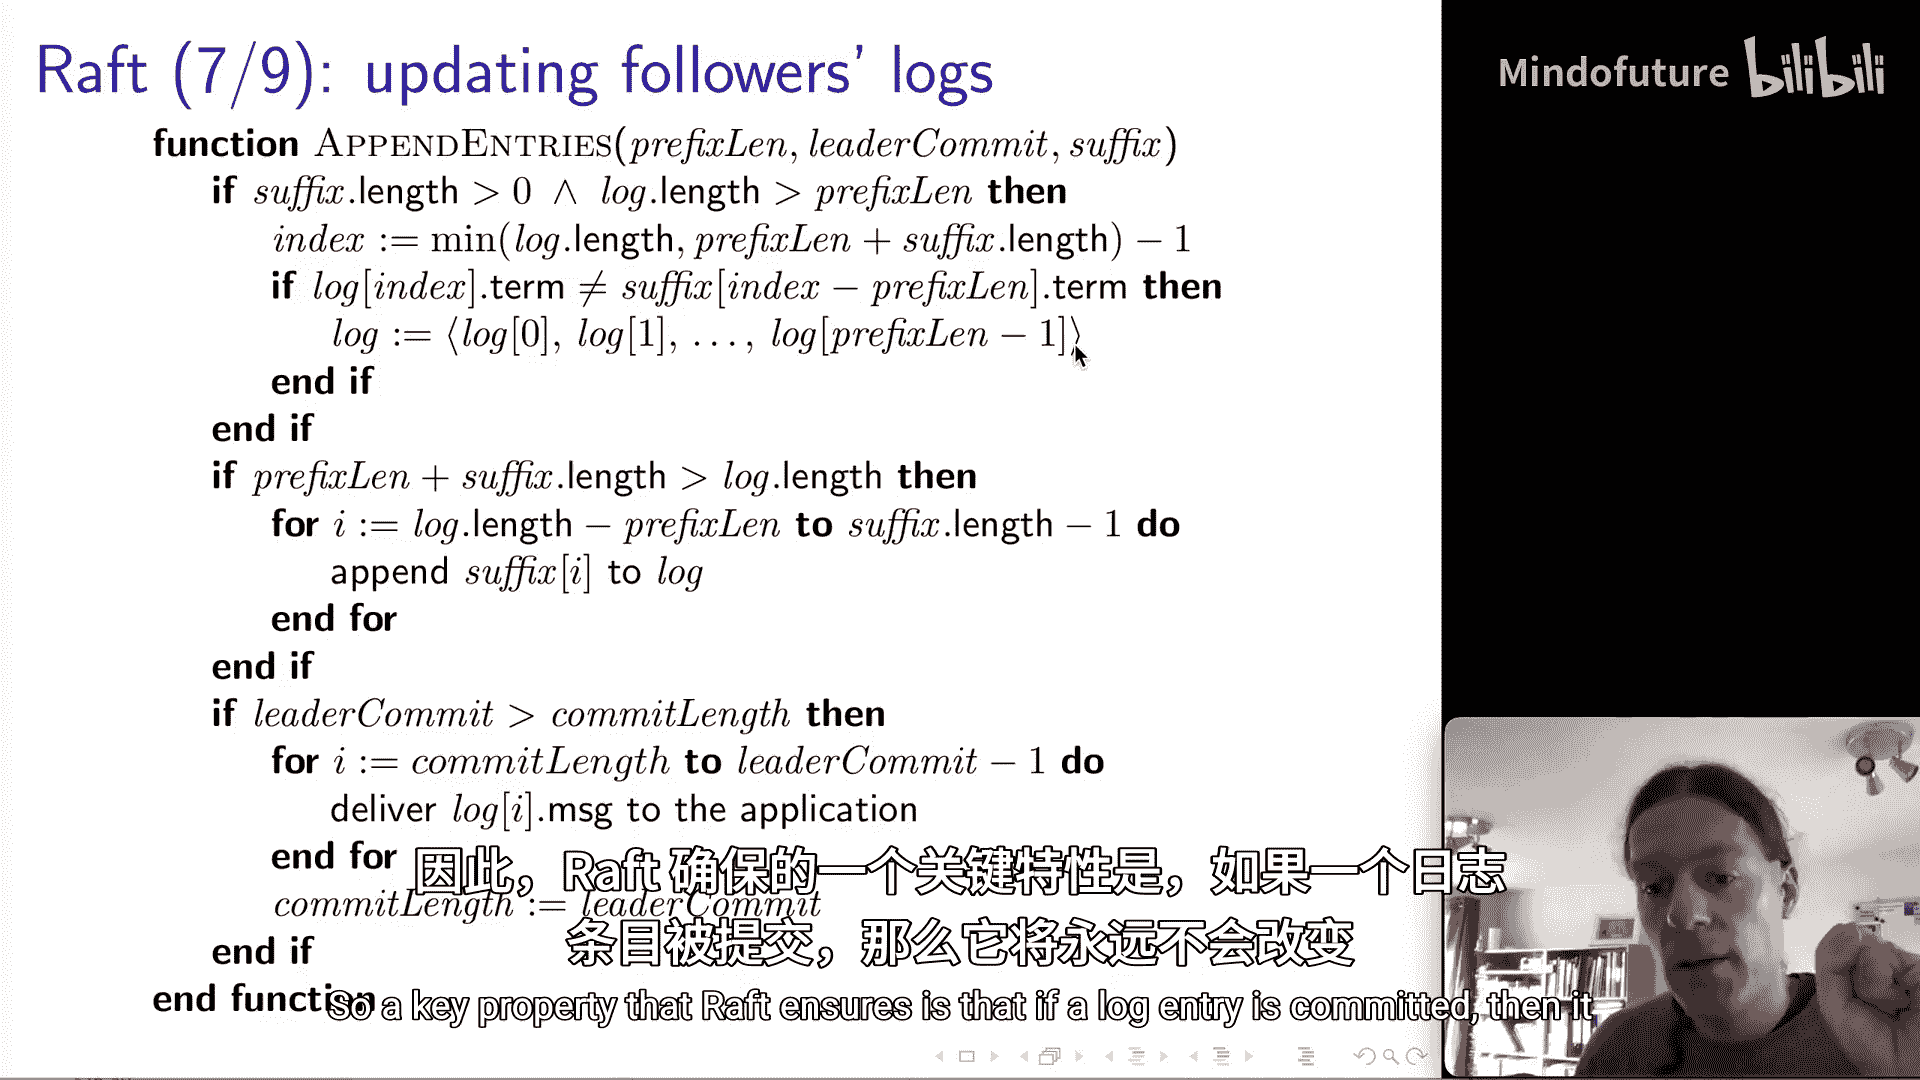 Raft (7/9): updating followers' logs
Mindofuture bilibili
function AppendEntries(prefixLen, leaderCommit, suffix)
if suffix.length > 0 ∧ log.length > prefixLen then
index := min(log.length, prefixLen + suffix.length) − 1
if log[index].term ≠ suffix[index − prefixLen].term then
log := ⟨log[0], log[1], ..., log[prefixLen − 1]⟩
end if
end if
if prefixLen + suffix.length > log.length then
for i := log.length − prefixLen to suffix.length − 1 do
append suffix[i] to log
end for
end if
if leaderCommit > commitLength then
for i := commitLength to leaderCommit − 1 do
deliver log[i].msg to the application
end for
commitLength := leaderCommit
end if
end function
因此，Raft 确保的一个关键特性是，如果一个日志
条目被提交，那么它将永远不会改变
So a key property that Raft ensures is that if a log entry is committed, then it